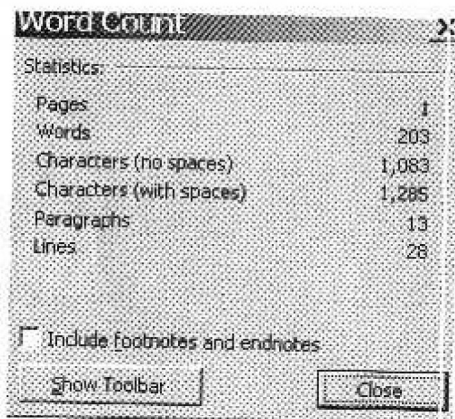 Word Count
Statistics:
Pages 1
Words 203
Characters (no spaces) 1,083
Characters (with spaces) 1,285
Paragraphs 13
Lines 28
Include footnotes and endnotes
Show Toolbar Close